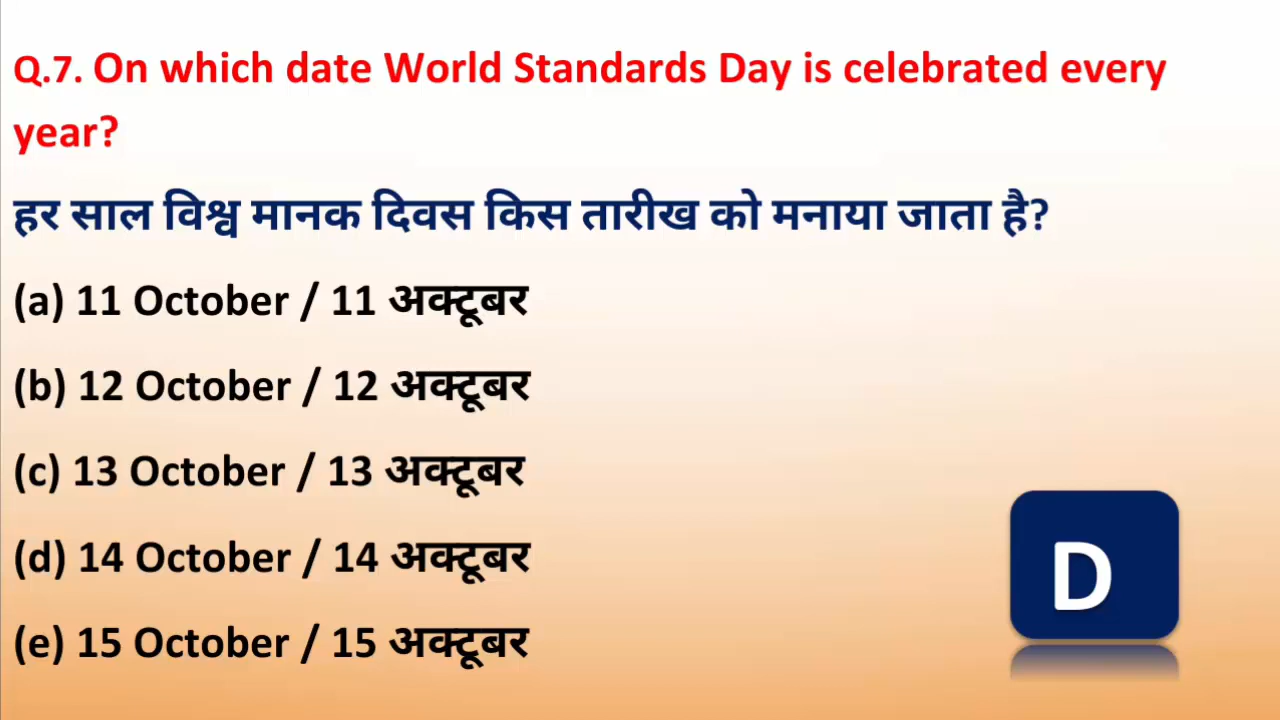 Q.7. On which date World Standards Day is celebrated every
year?
हर साल विश्व मानक दिवस किस तारीख को मनाया जाता है?
(a) 11 October / 11 अक्टूबर
(b) 12 October / 12 अक्टूबर
(c) 13 October / 13 अक्टूबर
(d) 14 October / 14 अक्टूबर
(e) 15 October / 15 अक्टूबर
D